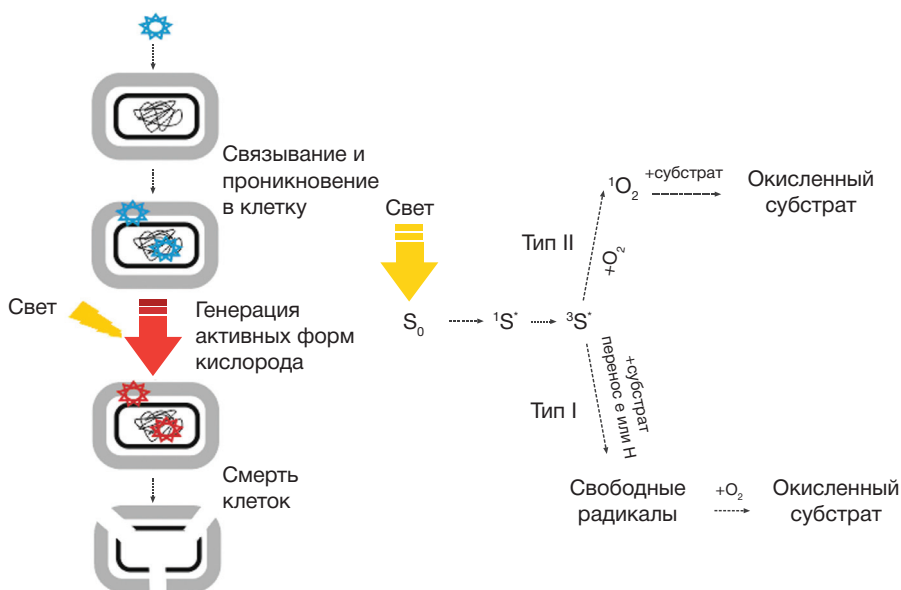 Связывание и
проникновение
в клетку
Свет
Генерация
активных форм
кислорода
Смерть
клеток
Свет
S₀
¹S*
³S*
Тип II
+O₂
¹O₂
+субстрат
Окисленный
субстрат
Тип I
+субстрат
перенос e или H
Свободные
радикалы
+O₂
Окисленный
субстрат